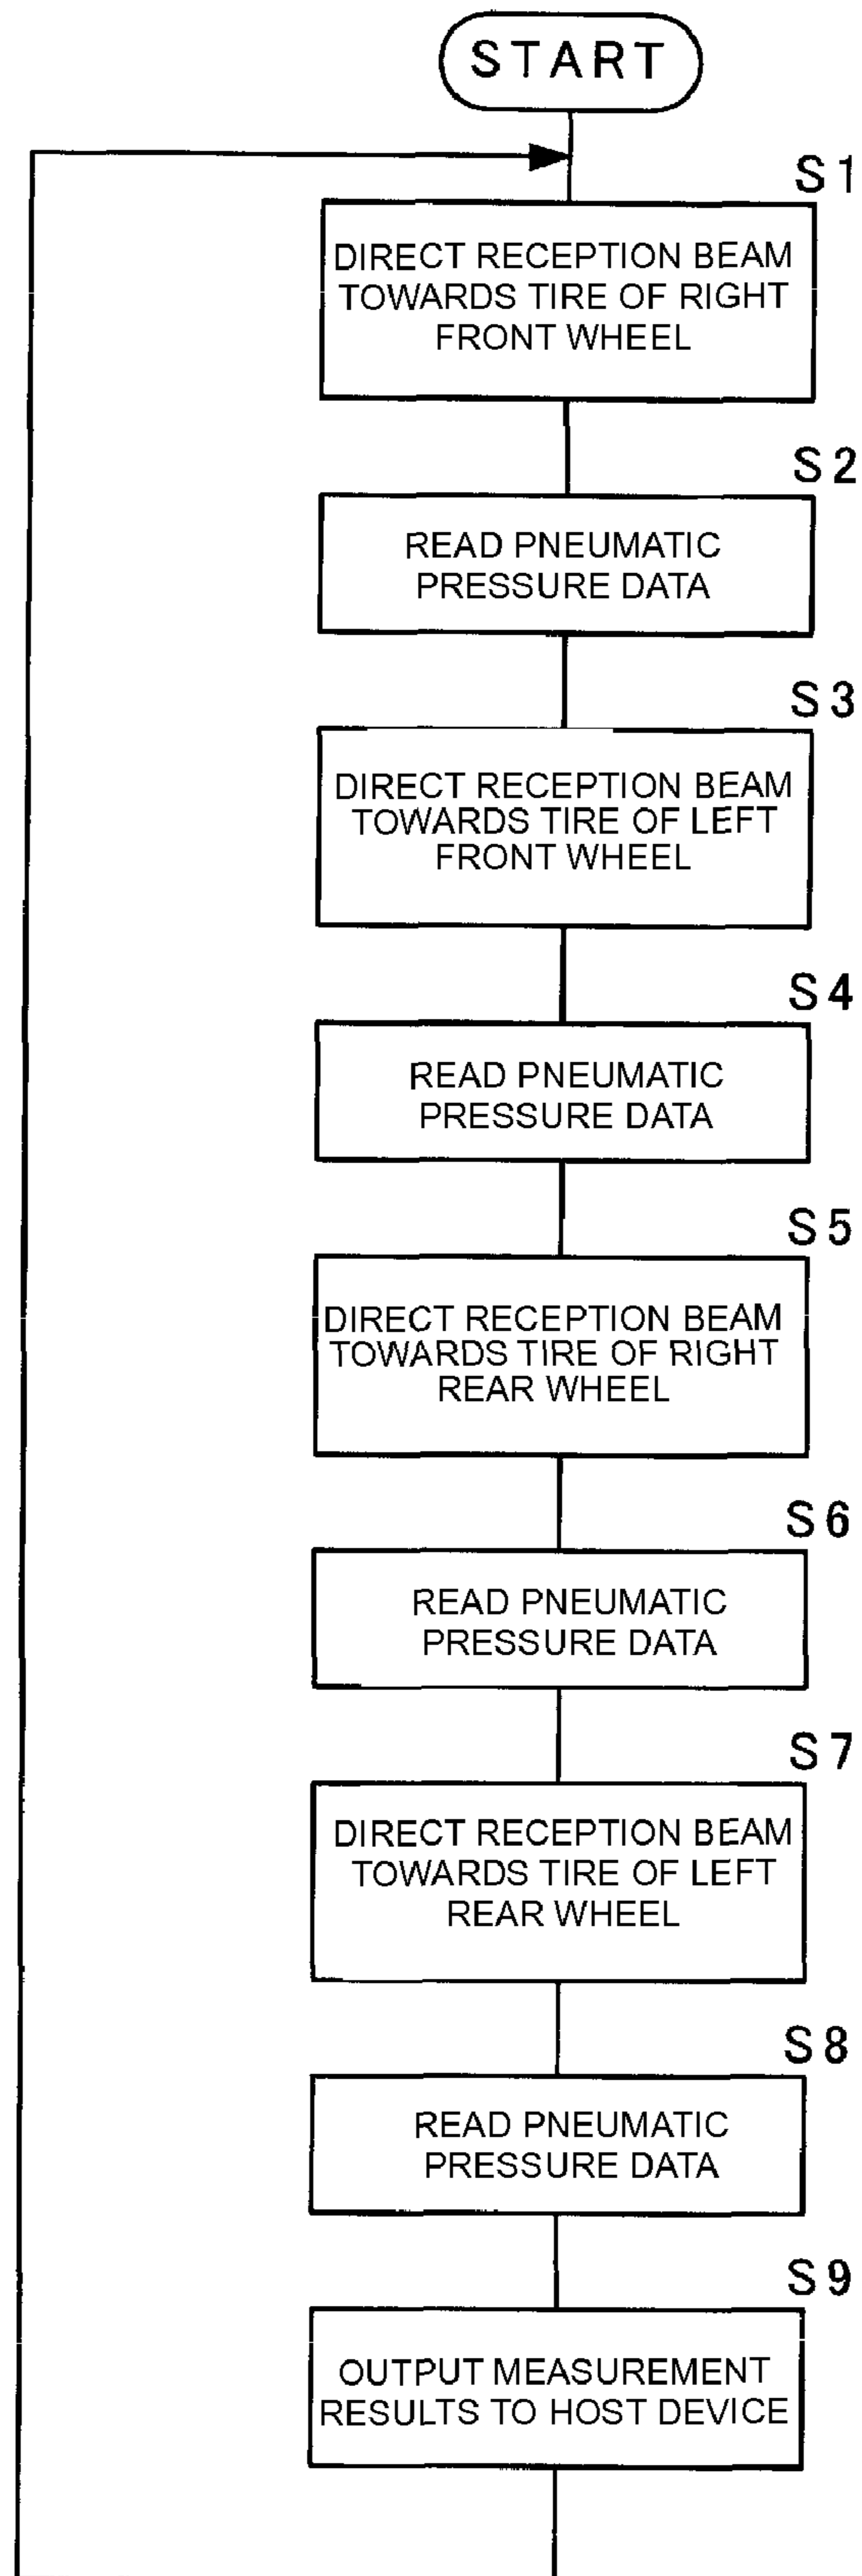 START
S1
DIRECT RECEPTION BEAM
TOWARDS TIRE OF RIGHT
FRONT WHEEL
S2
READ PNEUMATIC
PRESSURE DATA
S3
DIRECT RECEPTION BEAM
TOWARDS TIRE OF LEFT
FRONT WHEEL
S4
READ PNEUMATIC
PRESSURE DATA
S5
DIRECT RECEPTION BEAM
TOWARDS TIRE OF RIGHT
REAR WHEEL
S6
READ PNEUMATIC
PRESSURE DATA
S7
DIRECT RECEPTION BEAM
TOWARDS TIRE OF LEFT
REAR WHEEL
S8
READ PNEUMATIC
PRESSURE DATA
S9
OUTPUT MEASUREMENT
RESULTS TO HOST DEVICE